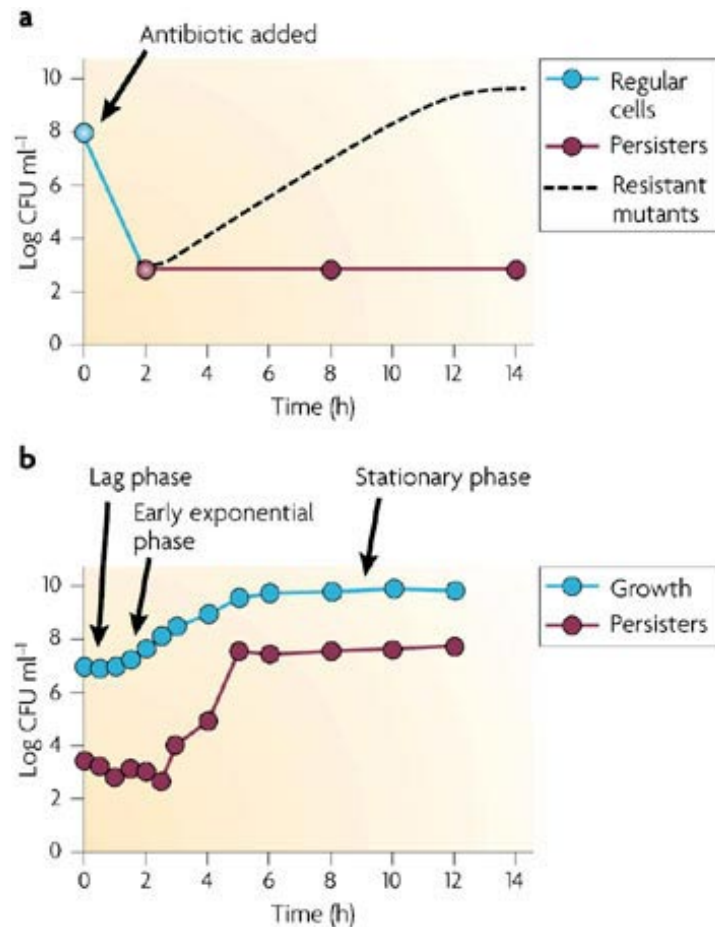 a
Antibiotic added
10
8
6
4
2
0
Log CFU ml⁻¹
0 2 4 6 8 10 12 14
Time (h)
Regular
cells
Persisters
Resistant
mutants
b
Lag phase
Early exponential
phase
Stationary phase
10
8
6
4
2
0
Log CFU ml⁻¹
0 2 4 6 8 10 12 14
Time (h)
Growth
Persisters